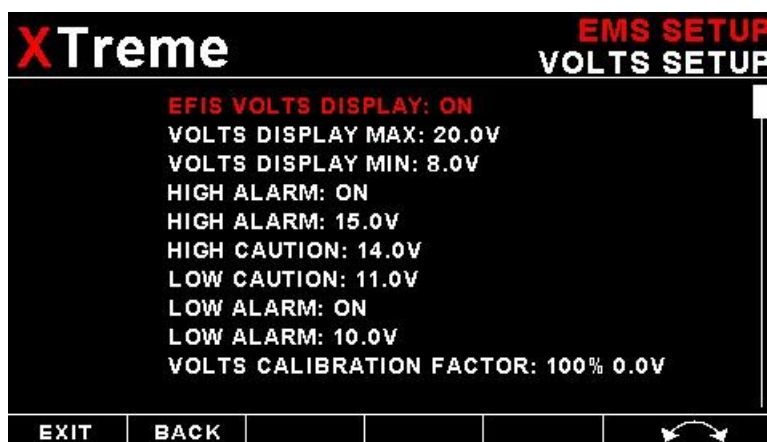 XTreme
EMS SETUP
VOLTS SETUP
EFIS VOLTS DISPLAY: ON
VOLTS DISPLAY MAX: 20.0V
VOLTS DISPLAY MIN: 8.0V
HIGH ALARM: ON
HIGH ALARM: 15.0V
HIGH CAUTION: 14.0V
LOW CAUTION: 11.0V
LOW ALARM: ON
LOW ALARM: 10.0V
VOLTS CALIBRATION FACTOR: 100% 0.0V
EXIT BACK